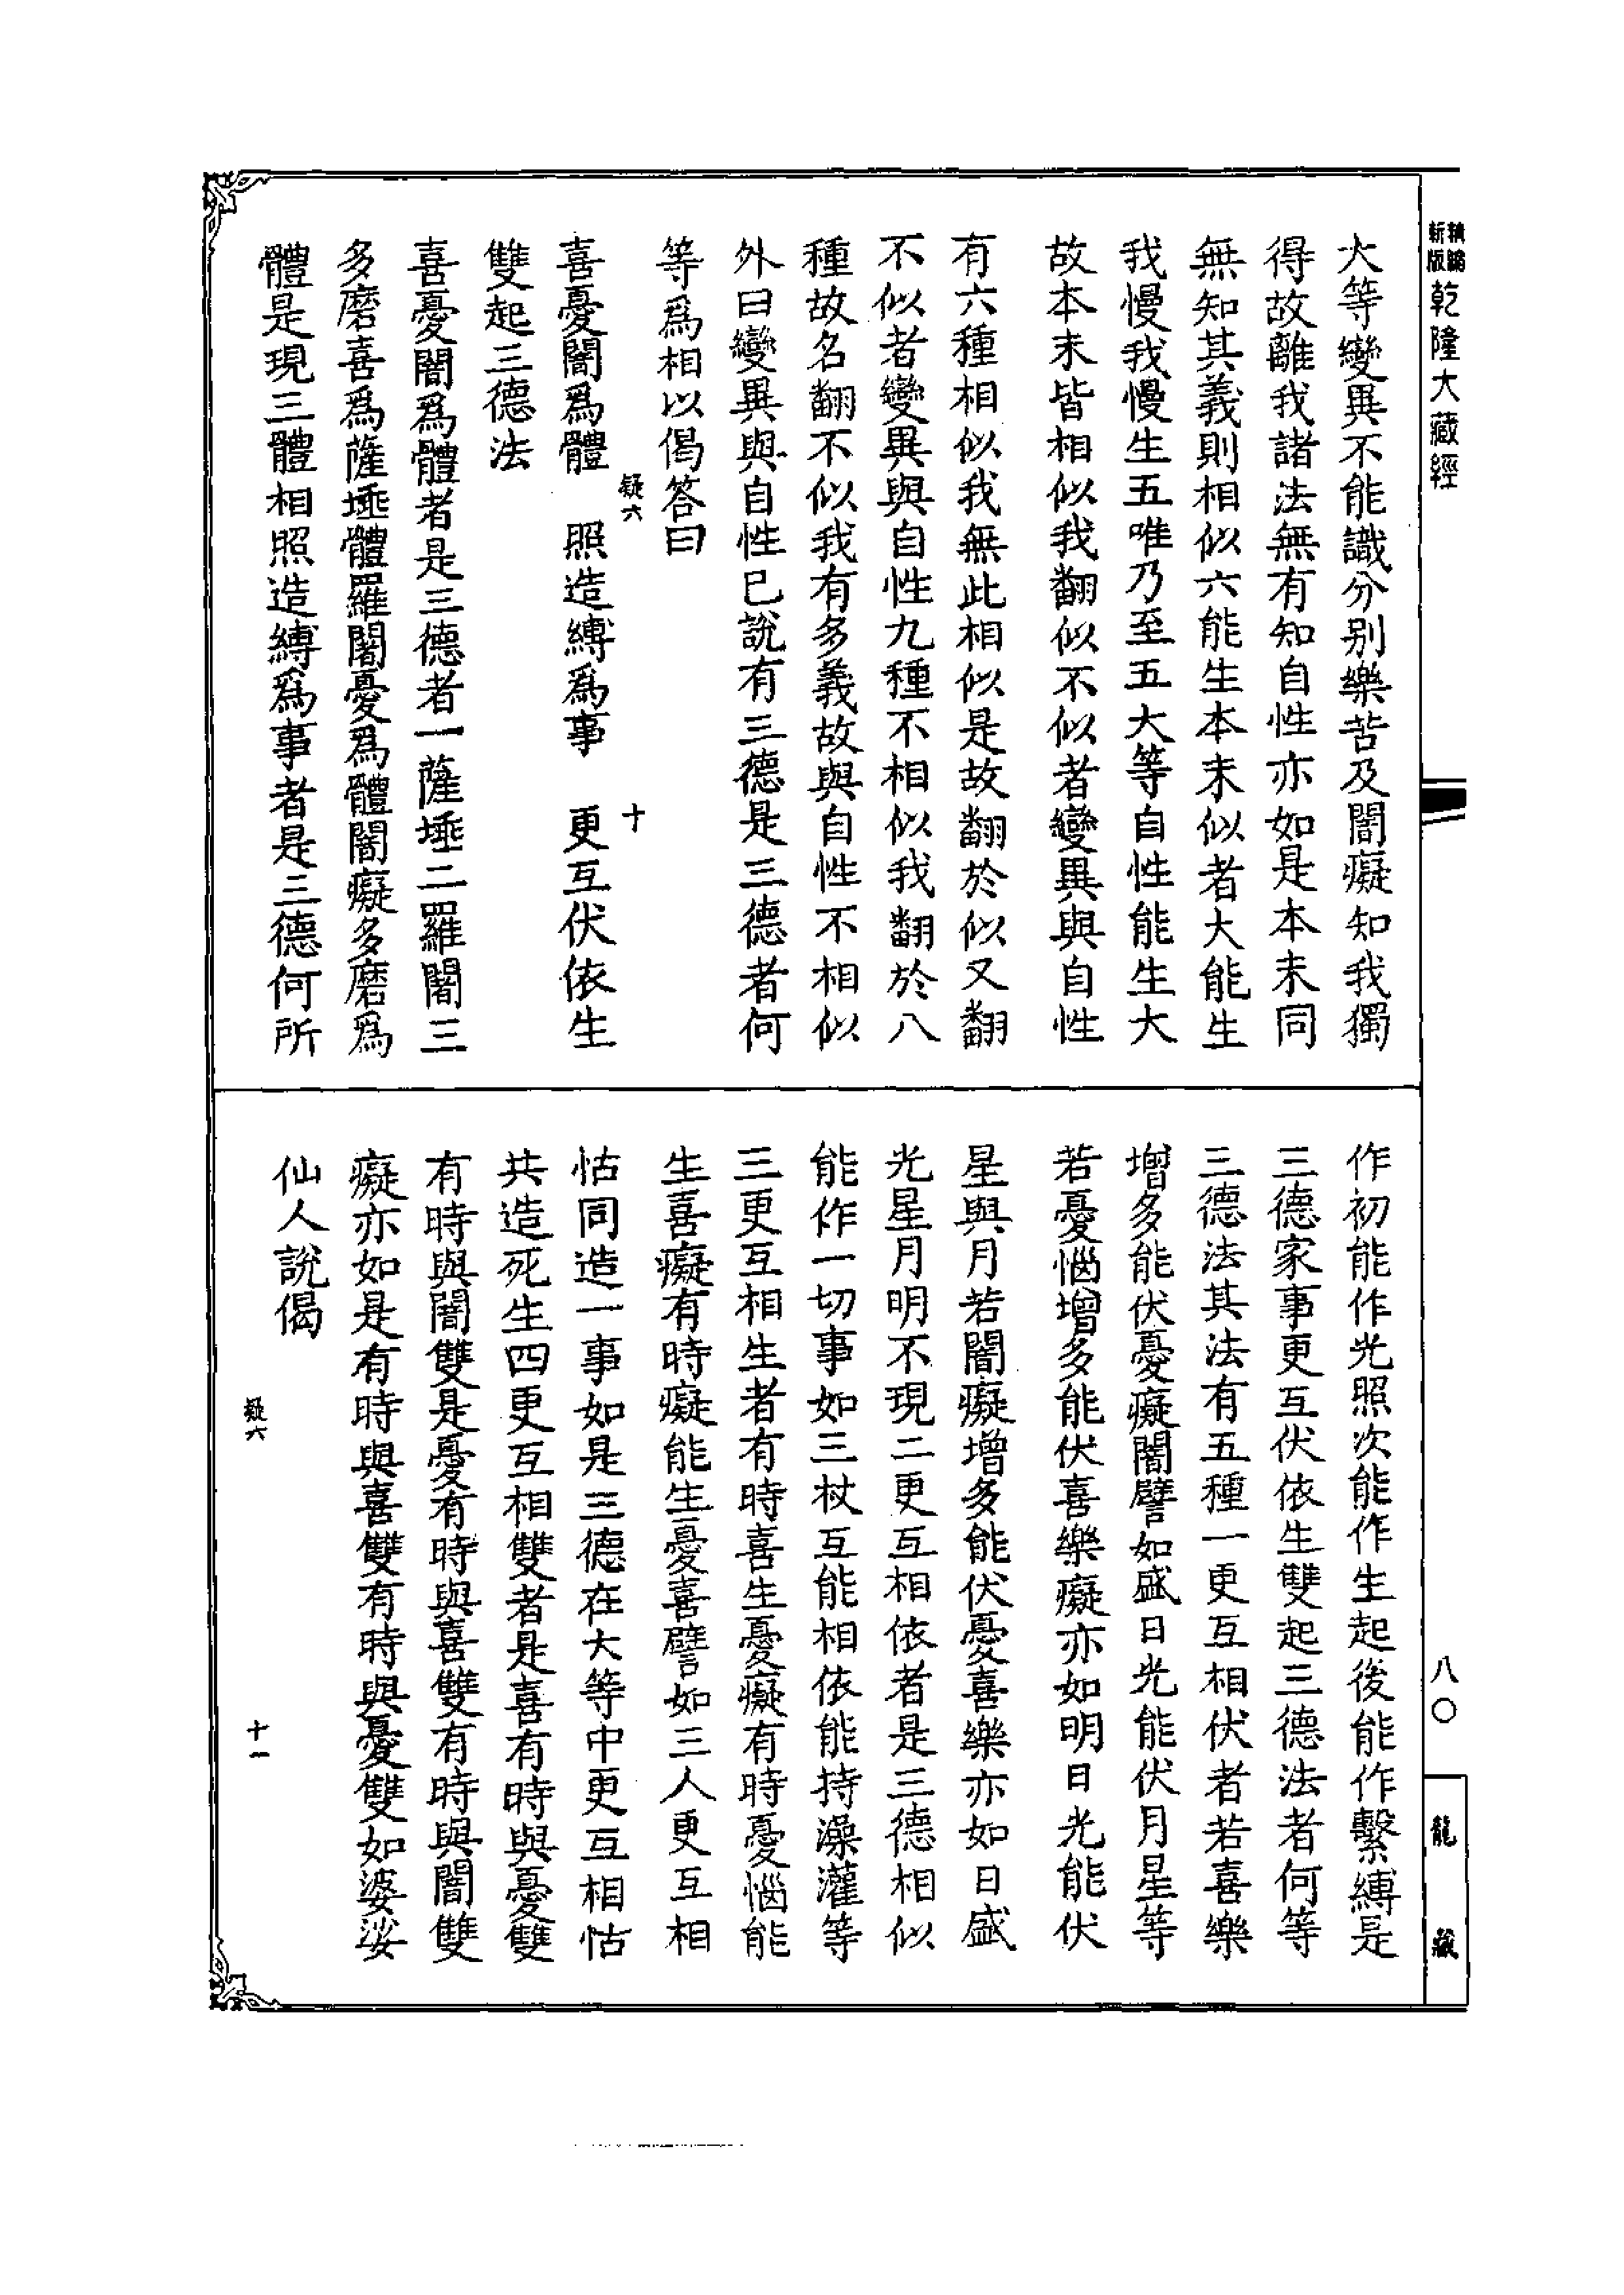 精編
新版
乾隆大藏經
八〇
龍藏
大等變異不能識分別樂苦及闇癡知我獨
得故離我諸法無有知自性亦如是本末同
無知其義則相似六能生本末似者大能生
我慢我慢生五唯乃至五大等自性能生大
故本末皆相似我翻似不似者變異與自性
有六種相似我無此相似是故翻於似又翻
不似者變異與自性九種不相似我翻於八
種故名翻不似我有多義故與自性不相似
外曰變異與自性已說有三德是三德者何
等爲相以偈答曰
疑六
十
喜憂闇爲體　照造縛爲事　更互伏依生
雙起三德法
喜憂闇爲體者是三德者一薩埵二羅闍三
多磨喜爲薩埵體羅闍憂爲體闇癡多磨爲
體是現三體相照造縛爲事者是三德何所
作初能作光照次能作生起後能作繫縛是
三德家事更互伏依生雙起三德法者何等
三德法其法有五種一更互相伏者若喜樂
增多能伏憂癡闇譬如盛日光能伏月星等
若憂惱增多能伏喜樂癡亦如明日光能伏
星與月若闇癡增多能伏憂喜樂亦如日盛
光星月明不現二更互相依者是三德相似
能作一切事如三杖互能相依能持澡灌等
三更互相生者有時喜生憂癡有時憂惱能
生喜癡有時癡能生憂喜譬如三人更互相
怙同造一事如是三德在大等中更互相怙
共造死生四更互相雙者是喜有時與憂雙
有時與闇雙是憂有時與喜雙有時與闇雙
癡亦如是有時與喜雙有時與憂雙如婆娑
仙人說偈
疑六
十一